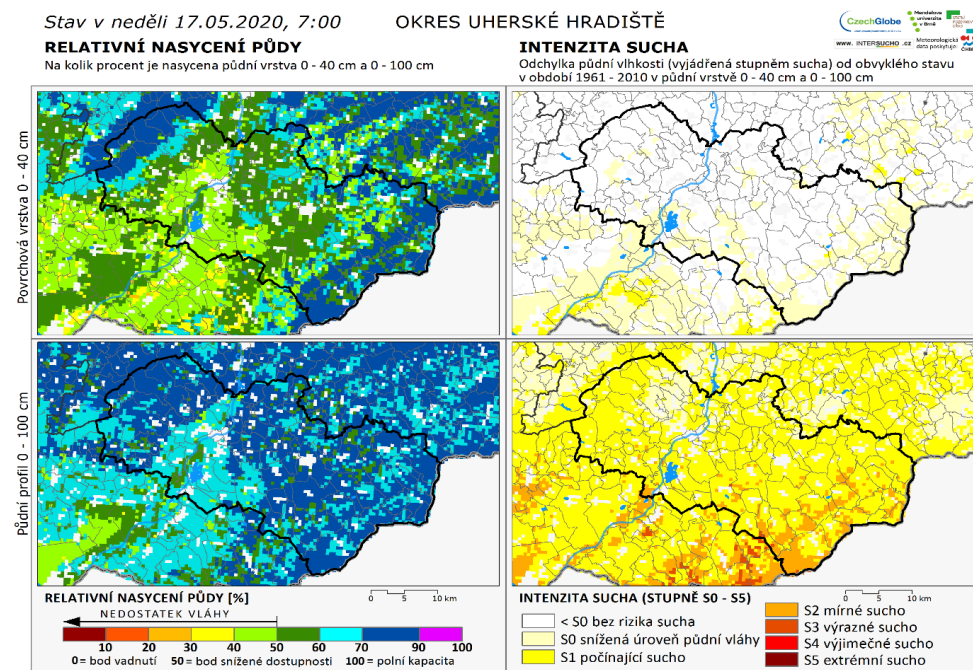 Stav v neděli 17.05.2020, 7:00
OKRES UHERSKÉ HRADIŠTĚ
CzechGlobe
Mendelova
univerzita
v Brně
www. INTERSUCHO .cz
Meteorologická
data poskytuje
RELATIVNÍ NASYCENÍ PŮDY
Na kolik procent je nasycena půdní vrstva 0 - 40 cm a 0 - 100 cm
INTENZITA SUCHA
Odchylka půdní vlhkosti (vyjádřená stupněm sucha) od obvyklého stavu
v období 1961 - 2010 v půdní vrstvě 0 - 40 cm a 0 - 100 cm
Povrchová vrstva 0 - 40 cm
Půdní profil 0 - 100 cm
RELATIVNÍ NASYCENÍ PŮDY [%]
0 5 10 km
NEDOSTATEK VLÁHY
10 20 30 40 50 60 70 80 90 100
0= bod vadnutí 50 = bod snížené dostupnosti 100 = polní kapacita
INTENZITA SUCHA (STUPNĚ S0 - S5)
0 5 10 km
< S0 bez rizika sucha
S0 snížená úroveň půdní vláhy
S1 počínající sucho
S2 mírné sucho
S3 výrazné sucho
S4 výjimečné sucho
S5 extrémní sucho